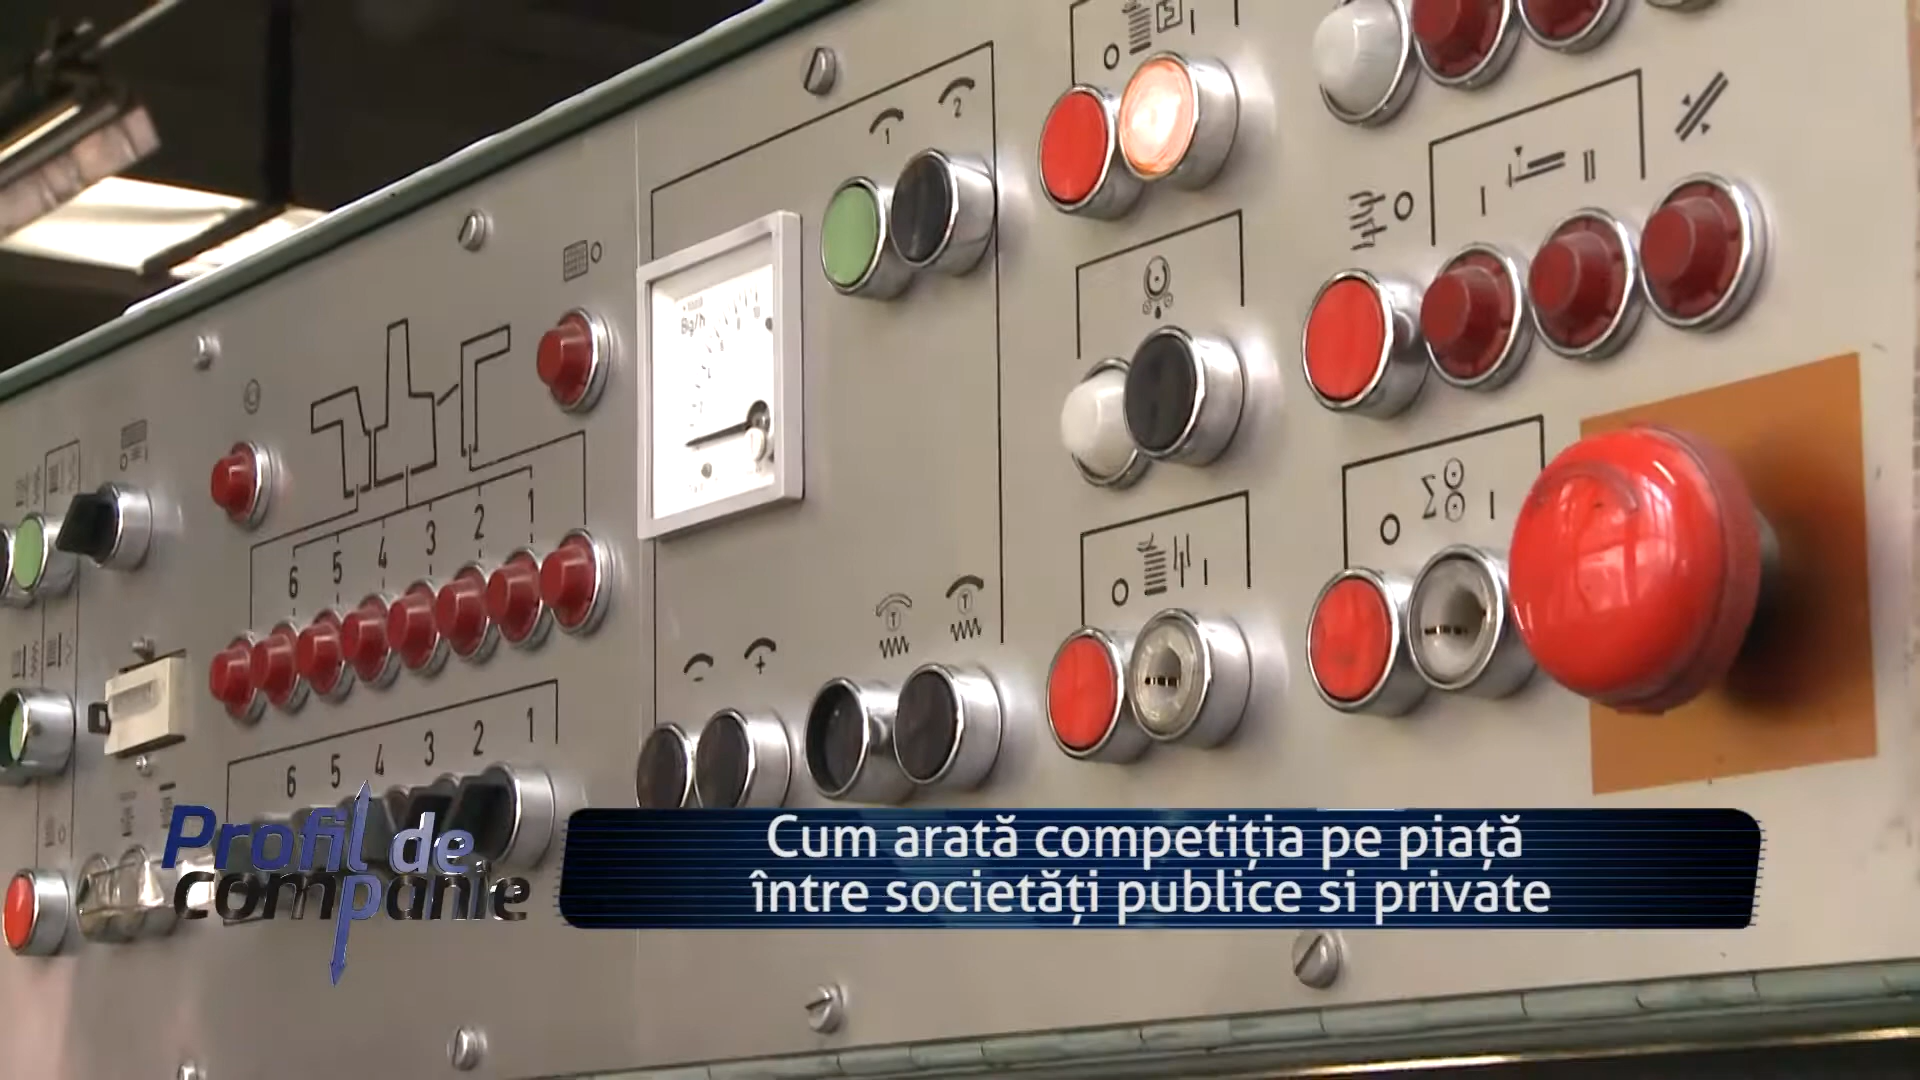 1
2
Bg/h
6 5 4 3 2 1
Σ
T
T
6 5 4 3 2 1
Profil de
companie
Cum arată competiția pe piață
între societăți publice si private